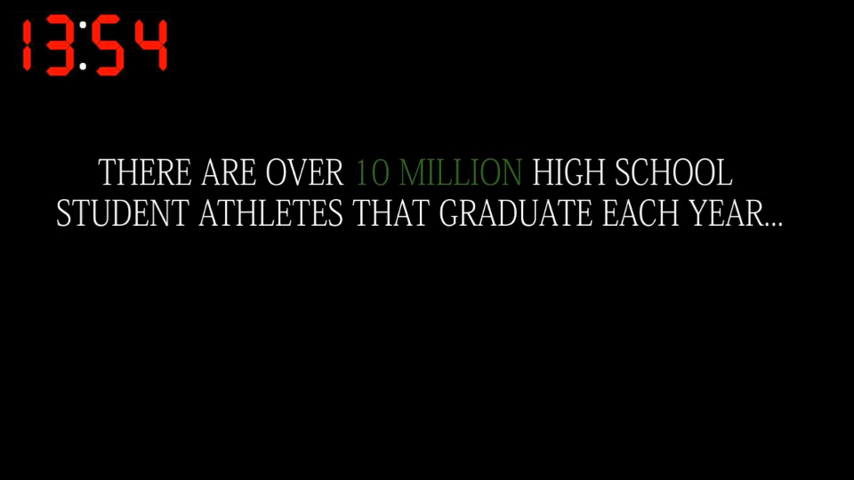 13:54
THERE ARE OVER 10 MILLION HIGH SCHOOL
STUDENT ATHLETES THAT GRADUATE EACH YEAR...